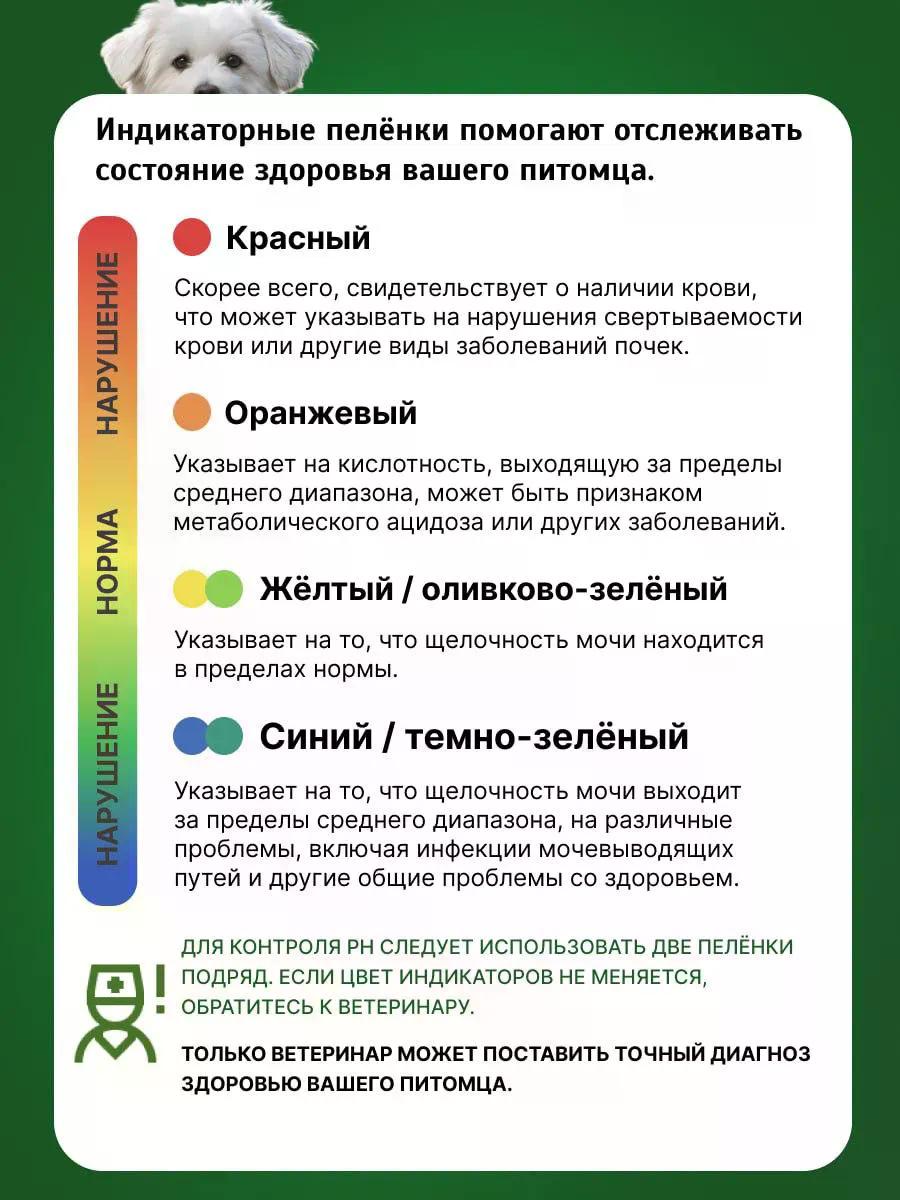 Индикаторные пелёнки помогают отслеживать
состояние здоровья вашего питомца.
НАРУШЕНИЕ
НОРМА
НАРУШЕНИЕ
Красный
Скорее всего, свидетельствует о наличии крови,
что может указывать на нарушения свертываемости
крови или другие виды заболеваний почек.
Оранжевый
Указывает на кислотность, выходящую за пределы
среднего диапазона, может быть признаком
метаболического ацидоза или других заболеваний.
Жёлтый / оливково-зелёный
Указывает на то, что щелочность мочи находится
в пределах нормы.
Синий / темно-зелёный
Указывает на то, что щелочность мочи выходит
за пределы среднего диапазона, на различные
проблемы, включая инфекции мочевыводящих
путей и другие общие проблемы со здоровьем.
ДЛЯ КОНТРОЛЯ PH СЛЕДУЕТ ИСПОЛЬЗОВАТЬ ДВЕ ПЕЛЁНКИ
ПОДРЯД. ЕСЛИ ЦВЕТ ИНДИКАТОРОВ НЕ МЕНЯЕТСЯ,
ОБРАТИТЕСЬ К ВЕТЕРИНАРУ.
ТОЛЬКО ВЕТЕРИНАР МОЖЕТ ПОСТАВИТЬ ТОЧНЫЙ ДИАГНОЗ
ЗДОРОВЬЮ ВАШЕГО ПИТОМЦА.